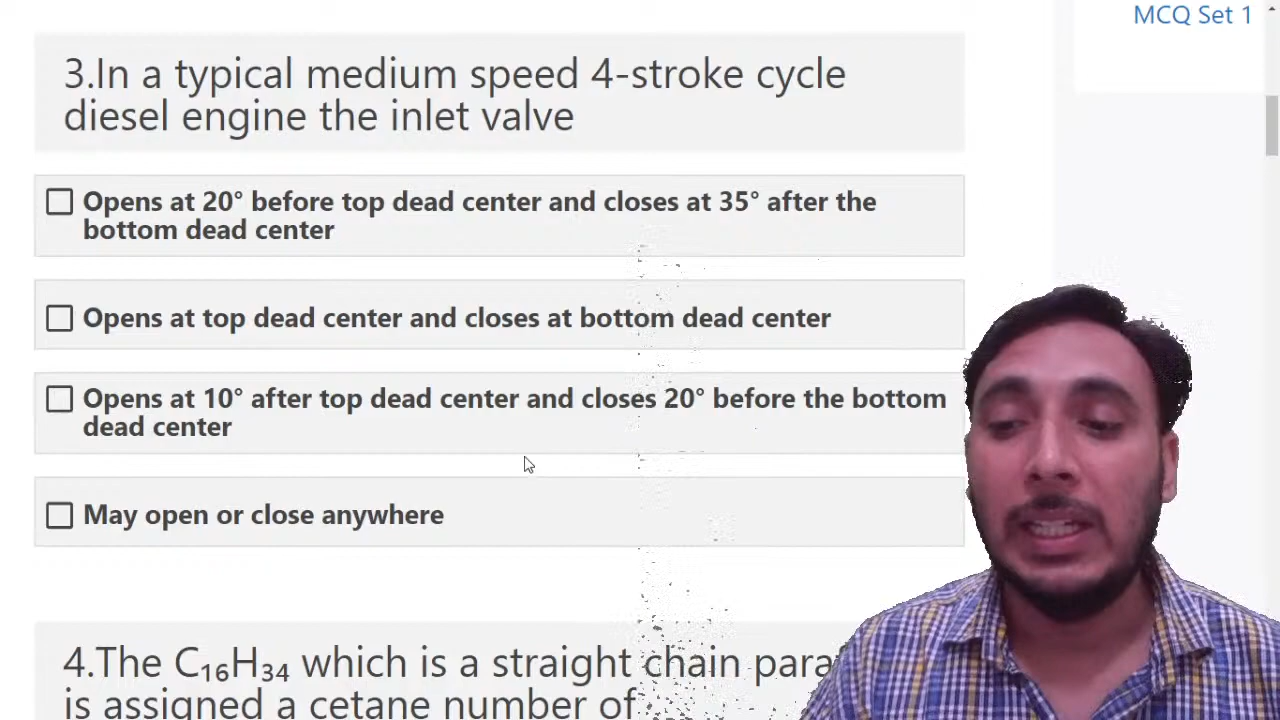 MCQ Set 1
3.In a typical medium speed 4-stroke cycle
diesel engine the inlet valve
Opens at 20° before top dead center and closes at 35° after the
bottom dead center
Opens at top dead center and closes at bottom dead center
Opens at 10° after top dead center and closes 20° before the bottom
dead center
May open or close anywhere
4.The C₁₆H₃₄ which is a straight chain
is assigned a cetane number of